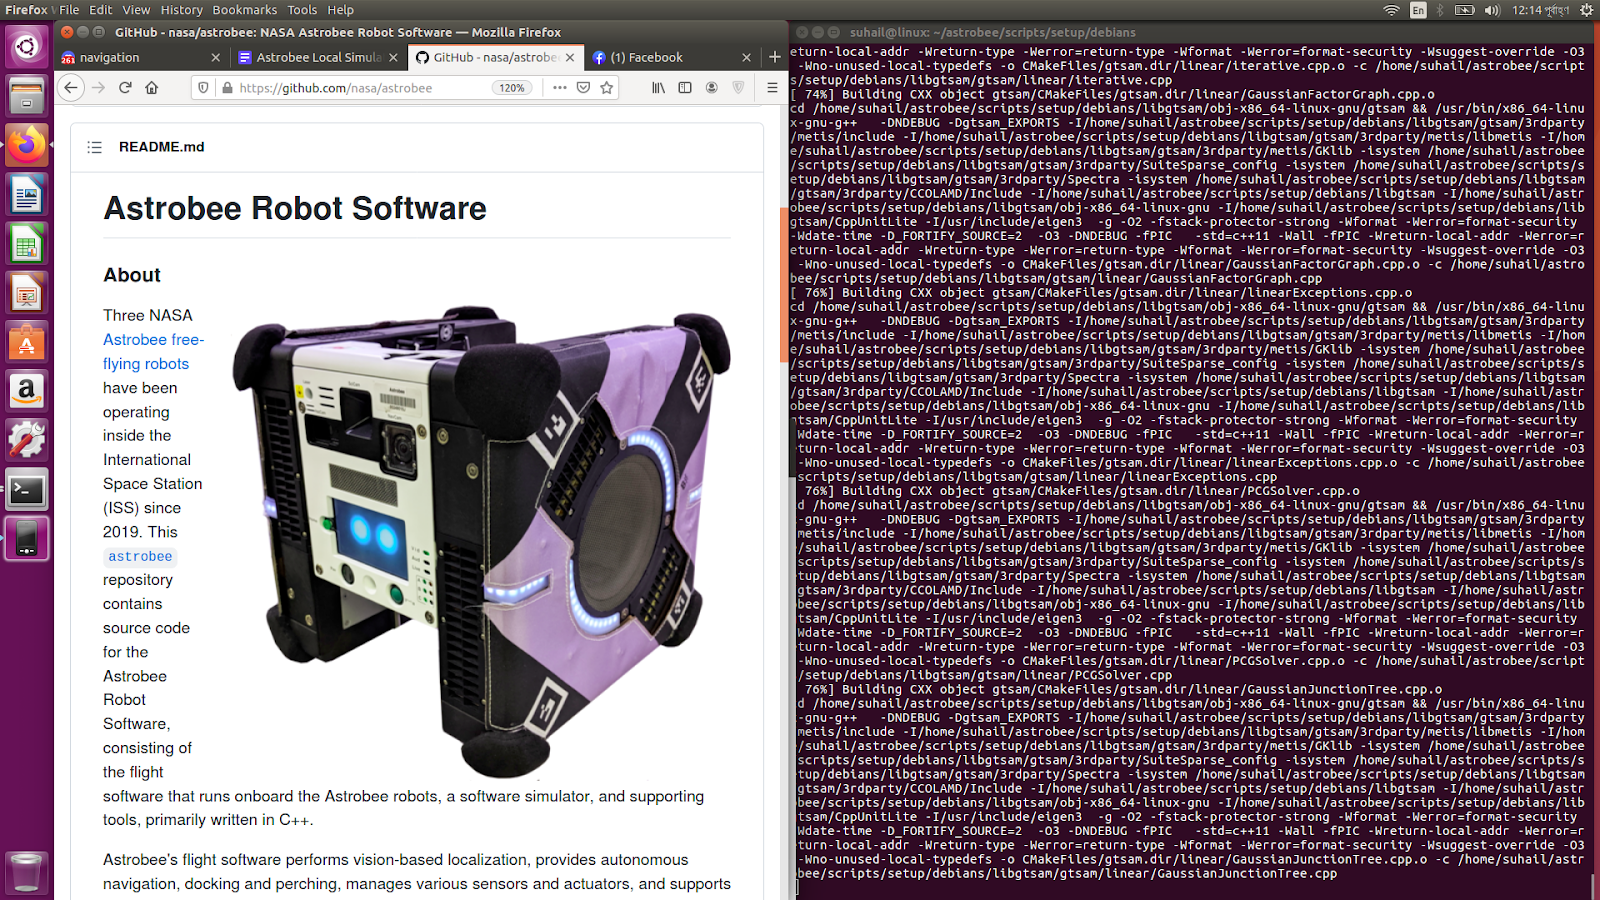 Firefox File Edit View History Bookmarks Tools Help
En 12:14 পূর্বাহ্ণ
GitHub - nasa/astrobee: NASA Astrobee Robot Software — Mozilla Firefox
261 navigation Astrobee Local Simula GitHub - nasa/astrobe (1) Facebook
https://github.com/nasa/astrobee 120%
README.md
Astrobee Robot Software
About
Three NASA
Astrobee free-
flying robots
have been
operating
inside the
International
Space Station
(ISS) since
2019. This
astrobee
repository
contains
source code
for the
Astrobee
Robot
Software,
consisting of
the flight
software that runs onboard the Astrobee robots, a software simulator, and supporting
tools, primarily written in C++.
Astrobee's flight software performs vision-based localization, provides autonomous
navigation, docking and perching, manages various sensors and actuators, and supports
suhail@linux: ~/astrobee/scripts/setup/debians
eturn-local-addr -Wreturn-type -Werror=return-type -Wformat -Werror=format-security -Wsuggest-override -O3
-Wno-unused-local-typedefs -o CMakeFiles/gtsam.dir/linear/iterative.cpp.o -c /home/suhail/astrobee/script
s/setup/debians/libgtsam/gtsam/linear/iterative.cpp
[ 74%] Building CXX object gtsam/CMakeFiles/gtsam.dir/linear/GaussianFactorGraph.cpp.o
cd /home/suhail/astrobee/scripts/setup/debians/libgtsam/obj-x86_64-linux-gnu/gtsam && /usr/bin/x86_64-linu
x-gnu-g++ -DNDEBUG -Dgtsam_EXPORTS -I/home/suhail/astrobee/scripts/setup/debians/libgtsam/gtsam/3rdparty
/metis/include -I/home/suhail/astrobee/scripts/setup/debians/libgtsam/gtsam/3rdparty/metis/libmetis -I/hom
e/suhail/astrobee/scripts/setup/debians/libgtsam/gtsam/3rdparty/metis/GKlib -isystem /home/suhail/astrobee
/scripts/setup/debians/libgtsam/gtsam/3rdparty/SuiteSparse_config -isystem /home/suhail/astrobee/scripts/s
etup/debians/libgtsam/gtsam/3rdparty/Spectra -isystem /home/suhail/astrobee/scripts/setup/debians/libgtsam
/gtsam/3rdparty/CCOLAMD/Include -I/home/suhail/astrobee/scripts/setup/debians/libgtsam -I/home/suhail/astr
obee/scripts/setup/debians/libgtsam/obj-x86_64-linux-gnu -I/home/suhail/astrobee/scripts/setup/debians/lib
gtsam/CppUnitLite -I/usr/include/eigen3 -g -O2 -fstack-protector-strong -Wformat -Werror=format-security
-Wdate-time -D_FORTIFY_SOURCE=2 -O3 -DNDEBUG -fPIC -std=c++11 -Wall -fPIC -Wreturn-local-addr -Werror=r
eturn-local-addr -Wreturn-type -Werror=return-type -Wformat -Werror=format-security -Wsuggest-override -O3
-Wno-unused-local-typedefs -o CMakeFiles/gtsam.dir/linear/GaussianFactorGraph.cpp.o -c /home/suhail/astro
bee/scripts/setup/debians/libgtsam/gtsam/linear/GaussianFactorGraph.cpp
[ 76%] Building CXX object gtsam/CMakeFiles/gtsam.dir/linear/linearExceptions.cpp.o
cd /home/suhail/astrobee/scripts/setup/debians/libgtsam/obj-x86_64-linux-gnu/gtsam && /usr/bin/x86_64-linu
x-gnu-g++ -DNDEBUG -Dgtsam_EXPORTS -I/home/suhail/astrobee/scripts/setup/debians/libgtsam/gtsam/3rdparty
/metis/include -I/home/suhail/astrobee/scripts/setup/debians/libgtsam/gtsam/3rdparty/metis/libmetis -I/hom
e/suhail/astrobee/scripts/setup/debians/libgtsam/gtsam/3rdparty/metis/GKlib -isystem /home/suhail/astrobee
/scripts/setup/debians/libgtsam/gtsam/3rdparty/SuiteSparse_config -isystem /home/suhail/astrobee/scripts/s
etup/debians/libgtsam/gtsam/3rdparty/Spectra -isystem /home/suhail/astrobee/scripts/setup/debians/libgtsam
/gtsam/3rdparty/CCOLAMD/Include -I/home/suhail/astrobee/scripts/setup/debians/libgtsam -I/home/suhail/astr
obee/scripts/setup/debians/libgtsam/obj-x86_64-linux-gnu -I/home/suhail/astrobee/scripts/setup/debians/lib
gtsam/CppUnitLite -I/usr/include/eigen3 -g -O2 -fstack-protector-strong -Wformat -Werror=format-security
-Wdate-time -D_FORTIFY_SOURCE=2 -O3 -DNDEBUG -fPIC -std=c++11 -Wall -fPIC -Wreturn-local-addr -Werror=r
eturn-local-addr -Wreturn-type -Werror=return-type -Wformat -Werror=format-security -Wsuggest-override -O3
-Wno-unused-local-typedefs -o CMakeFiles/gtsam.dir/linear/linearExceptions.cpp.o -c /home/suhail/astrobee
/scripts/setup/debians/libgtsam/gtsam/linear/linearExceptions.cpp
76%] Building CXX object gtsam/CMakeFiles/gtsam.dir/linear/PCGSolver.cpp.o
d /home/suhail/astrobee/scripts/setup/debians/libgtsam/obj-x86_64-linux-gnu/gtsam && /usr/bin/x86_64-linu
-gnu-g++ -DNDEBUG -Dgtsam_EXPORTS -I/home/suhail/astrobee/scripts/setup/debians/libgtsam/gtsam/3rdparty
metis/include -I/home/suhail/astrobee/scripts/setup/debians/libgtsam/gtsam/3rdparty/metis/libmetis -I/hom
/suhail/astrobee/scripts/setup/debians/libgtsam/gtsam/3rdparty/metis/GKlib -isystem /home/suhail/astrobee
scripts/setup/debians/libgtsam/gtsam/3rdparty/SuiteSparse_config -isystem /home/suhail/astrobee/scripts/s
tup/debians/libgtsam/gtsam/3rdparty/Spectra -isystem /home/suhail/astrobee/scripts/setup/debians/libgtsam
gtsam/3rdparty/CCOLAMD/Include -I/home/suhail/astrobee/scripts/setup/debians/libgtsam -I/home/suhail/astr
bee/scripts/setup/debians/libgtsam/obj-x86_64-linux-gnu -I/home/suhail/astrobee/scripts/setup/debians/lib
tsam/CppUnitLite -I/usr/include/eigen3 -g -O2 -fstack-protector-strong -Wformat -Werror=format-security
Wdate-time -D_FORTIFY_SOURCE=2 -O3 -DNDEBUG -fPIC -std=c++11 -Wall -fPIC -Wreturn-local-addr -Werror=r
eturn-local-addr -Wreturn-type -Werror=return-type -Wformat -Werror=format-security -Wsuggest-override -O3
-Wno-unused-local-typedefs -o CMakeFiles/gtsam.dir/linear/PCGSolver.cpp.o -c /home/suhail/astrobee/script
/setup/debians/libgtsam/gtsam/linear/PCGSolver.cpp
76%] Building CXX object gtsam/CMakeFiles/gtsam.dir/linear/GaussianJunctionTree.cpp.o
d /home/suhail/astrobee/scripts/setup/debians/libgtsam/obj-x86_64-linux-gnu/gtsam && /usr/bin/x86_64-linu
-gnu-g++ -DNDEBUG -Dgtsam_EXPORTS -I/home/suhail/astrobee/scripts/setup/debians/libgtsam/gtsam/3rdparty
metis/include -I/home/suhail/astrobee/scripts/setup/debians/libgtsam/gtsam/3rdparty/metis/libmetis -I/hom
/suhail/astrobee/scripts/setup/debians/libgtsam/gtsam/3rdparty/metis/GKlib -isystem /home/suhail/astrobee
scripts/setup/debians/libgtsam/gtsam/3rdparty/SuiteSparse_config -isystem /home/suhail/astrobee/scripts/s
tup/debians/libgtsam/gtsam/3rdparty/Spectra -isystem /home/suhail/astrobee/scripts/setup/debians/libgtsam
gtsam/3rdparty/CCOLAMD/Include -I/home/suhail/astrobee/scripts/setup/debians/libgtsam -I/home/suhail/astr
bee/scripts/setup/debians/libgtsam/obj-x86_64-linux-gnu -I/home/suhail/astrobee/scripts/setup/debians/lib
gtsam/CppUnitLite -I/usr/include/eigen3 -g -O2 -fstack-protector-strong -Wformat -Werror=format-security
Wdate-time -D_FORTIFY_SOURCE=2 -O3 -DNDEBUG -fPIC -std=c++11 -Wall -fPIC -Wreturn-local-addr -Werror=r
eturn-local-addr -Wreturn-type -Werror=return-type -Wformat -Werror=format-security -Wsuggest-override -O3
-Wno-unused-local-typedefs -o CMakeFiles/gtsam.dir/linear/GaussianJunctionTree.cpp.o -c /home/suhail/astr
obee/scripts/setup/debians/libgtsam/gtsam/linear/GaussianJunctionTree.cpp